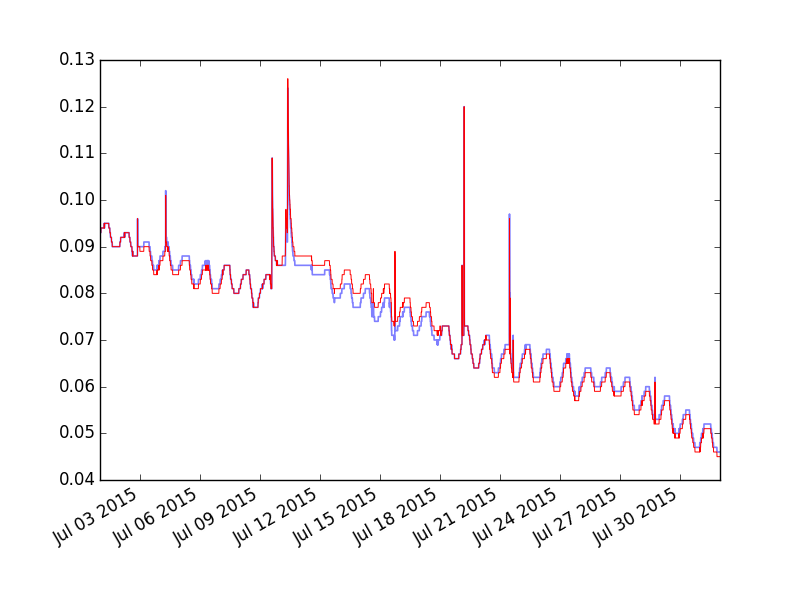 0.13
0.12
0.11
0.10
0.09
0.08
0.07
0.06
0.05
0.04
Jul 03 2015
Jul 06 2015
Jul 09 2015
Jul 12 2015
Jul 15 2015
Jul 18 2015
Jul 21 2015
Jul 24 2015
Jul 27 2015
Jul 30 2015